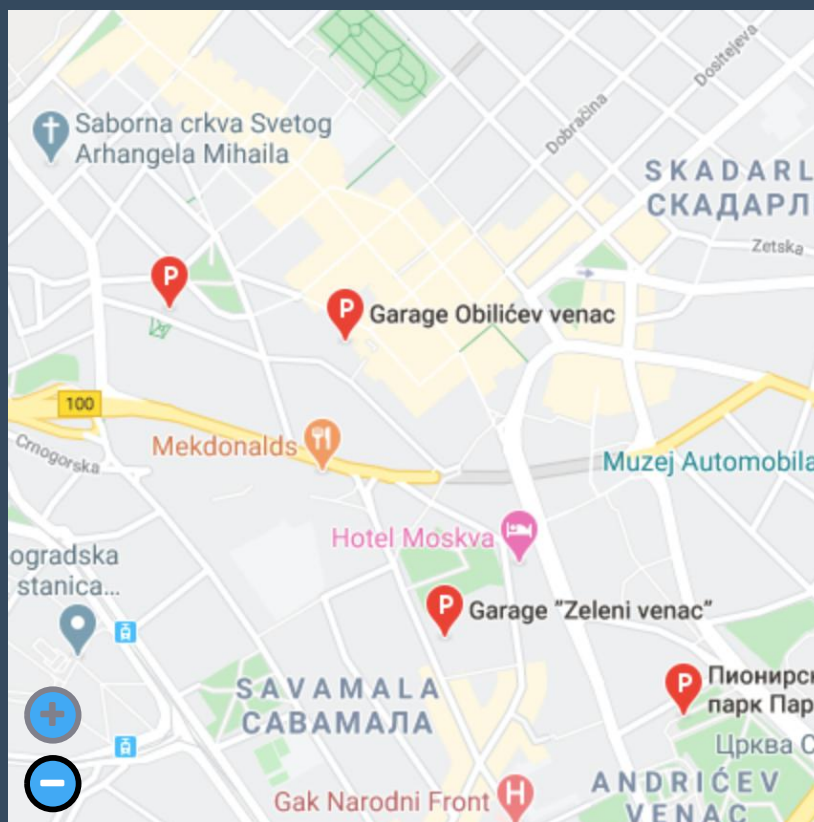 Dositejeva
Dobračina
Saborna crkva Svetog
Arhangela Mihaila
SKADARL
СКАДАРЛ
Zetska
P
P
Garage Obilićev venac
100
Crnogorska
Mekdonalds
Muzej Automobila
Hotel Moskva
ogradska
stanica...
P
Garage "Zeleni venac"
P
Пионирск
парк Пар
SAVAMALA
САВАМАЛА
Црква С
ANDRIĆEV
VENAC
Gak Narodni Front
H